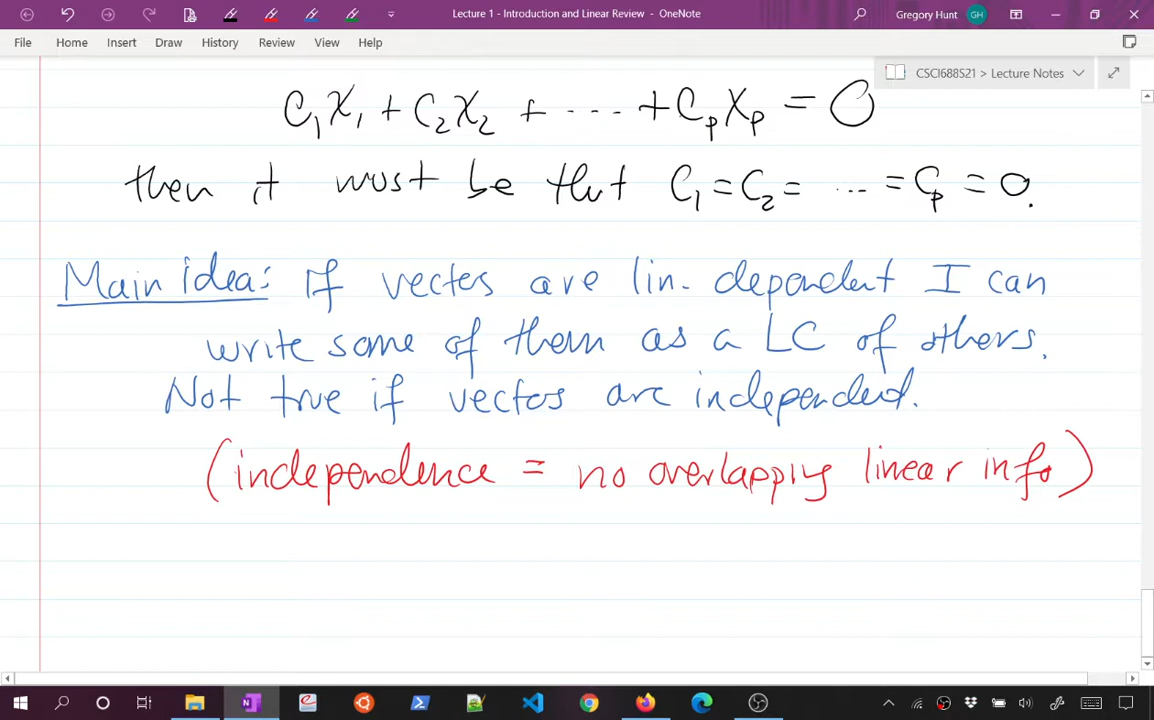 Lecture 1 - Introduction and Linear Review - OneNote
Gregory Hunt GH
File Home Insert Draw History Review View Help
CSCI688S21 > Lecture Notes
C₁X₁ + C₂X₂ + ... + CₚXₚ = 0
then it must be that C₁ = C₂ = ... = Cₚ = 0.
Main idea: If vectors are lin. dependent I can
write some of them as a LC of others.
Not true if vectors are independent.
(independence = no overlapping linear info)